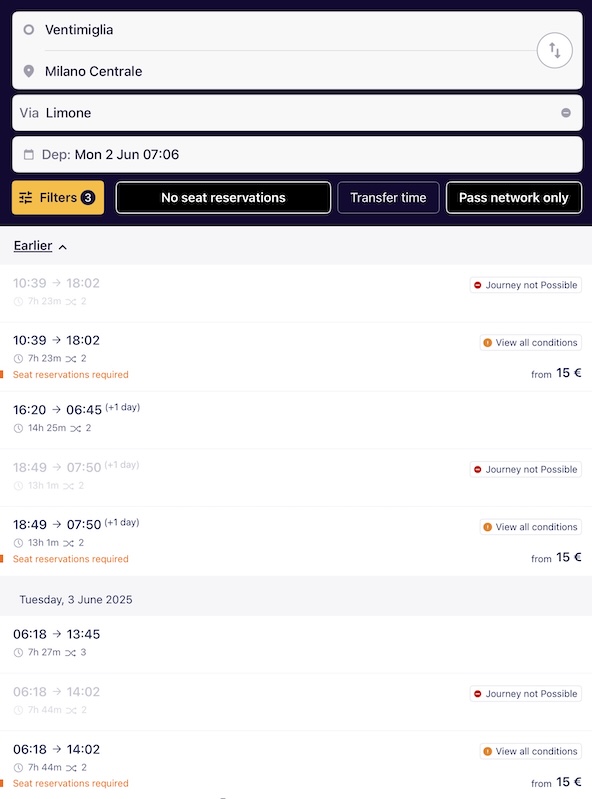 Ventimiglia
Milano Centrale
Via Limone
Dep: Mon 2 Jun 07:06
Filters 3 No seat reservations Transfer time Pass network only
Earlier
10:39 → 18:02 Journey not Possible
7h 23m 2
10:39 → 18:02 View all conditions
7h 23m 2
Seat reservations required from 15 €
16:20 → 06:45 (+1 day)
14h 25m 2
18:49 → 07:50 (+1 day) Journey not Possible
13h 1m 2
18:49 → 07:50 (+1 day) View all conditions
13h 1m 2
Seat reservations required from 15 €
Tuesday, 3 June 2025
06:18 → 13:45
7h 27m 3
06:18 → 14:02 Journey not Possible
7h 44m 2
06:18 → 14:02 View all conditions
7h 44m 2
Seat reservations required from 15 €